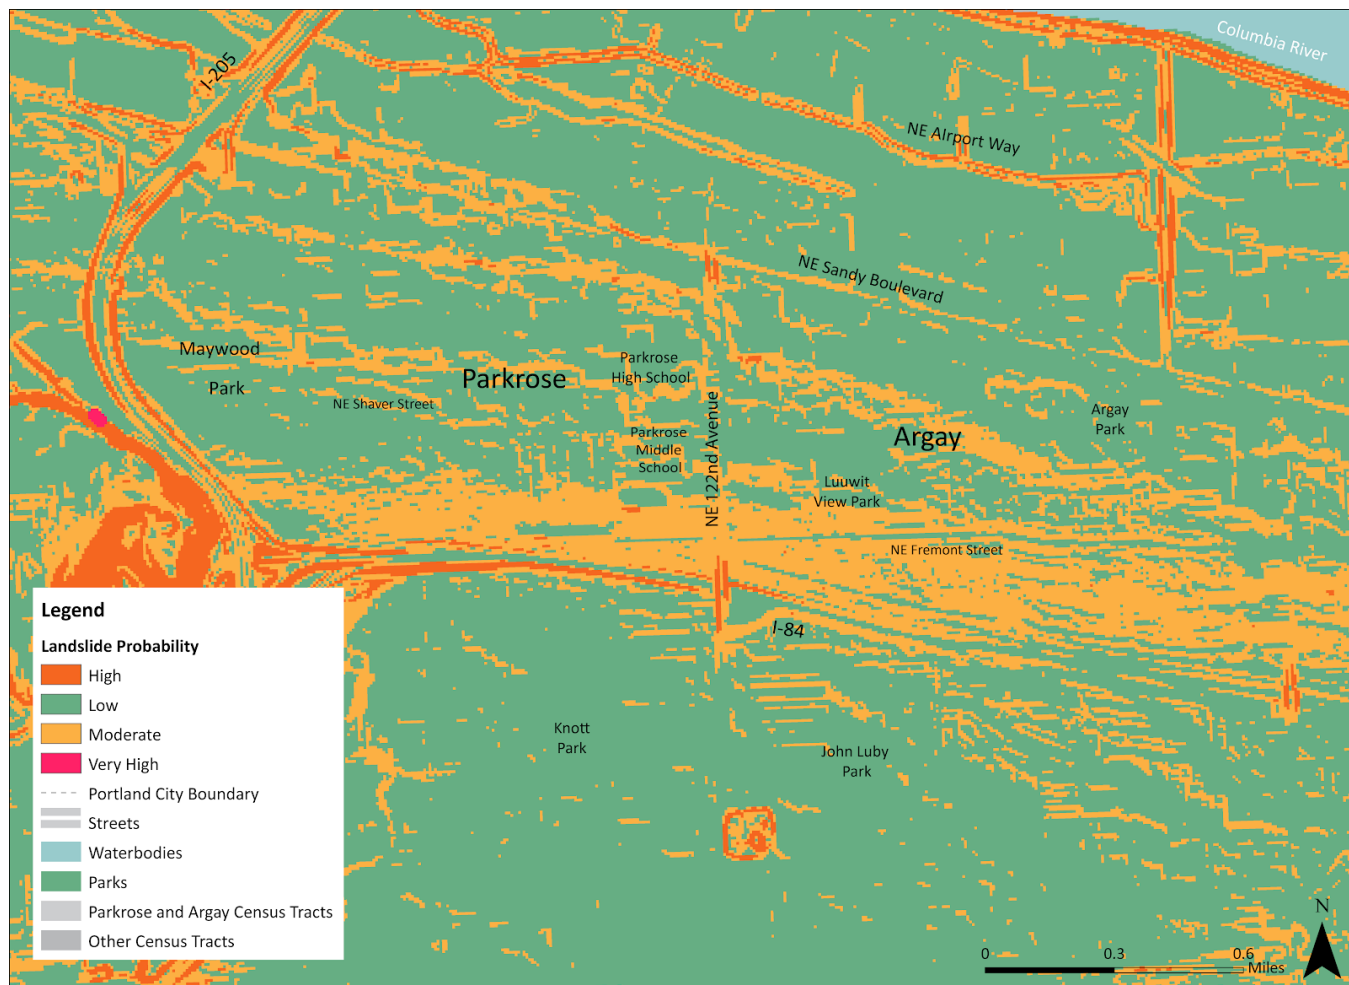 Columbia River
I-205
NE AIrport Way
NE Sandy Boulevard
Maywood
Park
Parkrose
High School
Parkrose
NE Shaver Street
NE 122nd Avenue
Argay
Park
Argay
Parkrose
Middle
School
Luuwit
View Park
NE Fremont Street
I-84
Knott
Park
John Luby
Park
Legend
Landslide Probability
High
Low
Moderate
Very High
Portland City Boundary
Streets
Waterbodies
Parks
Parkrose and Argay Census Tracts
Other Census Tracts
N
0 0.3 0.6
Miles